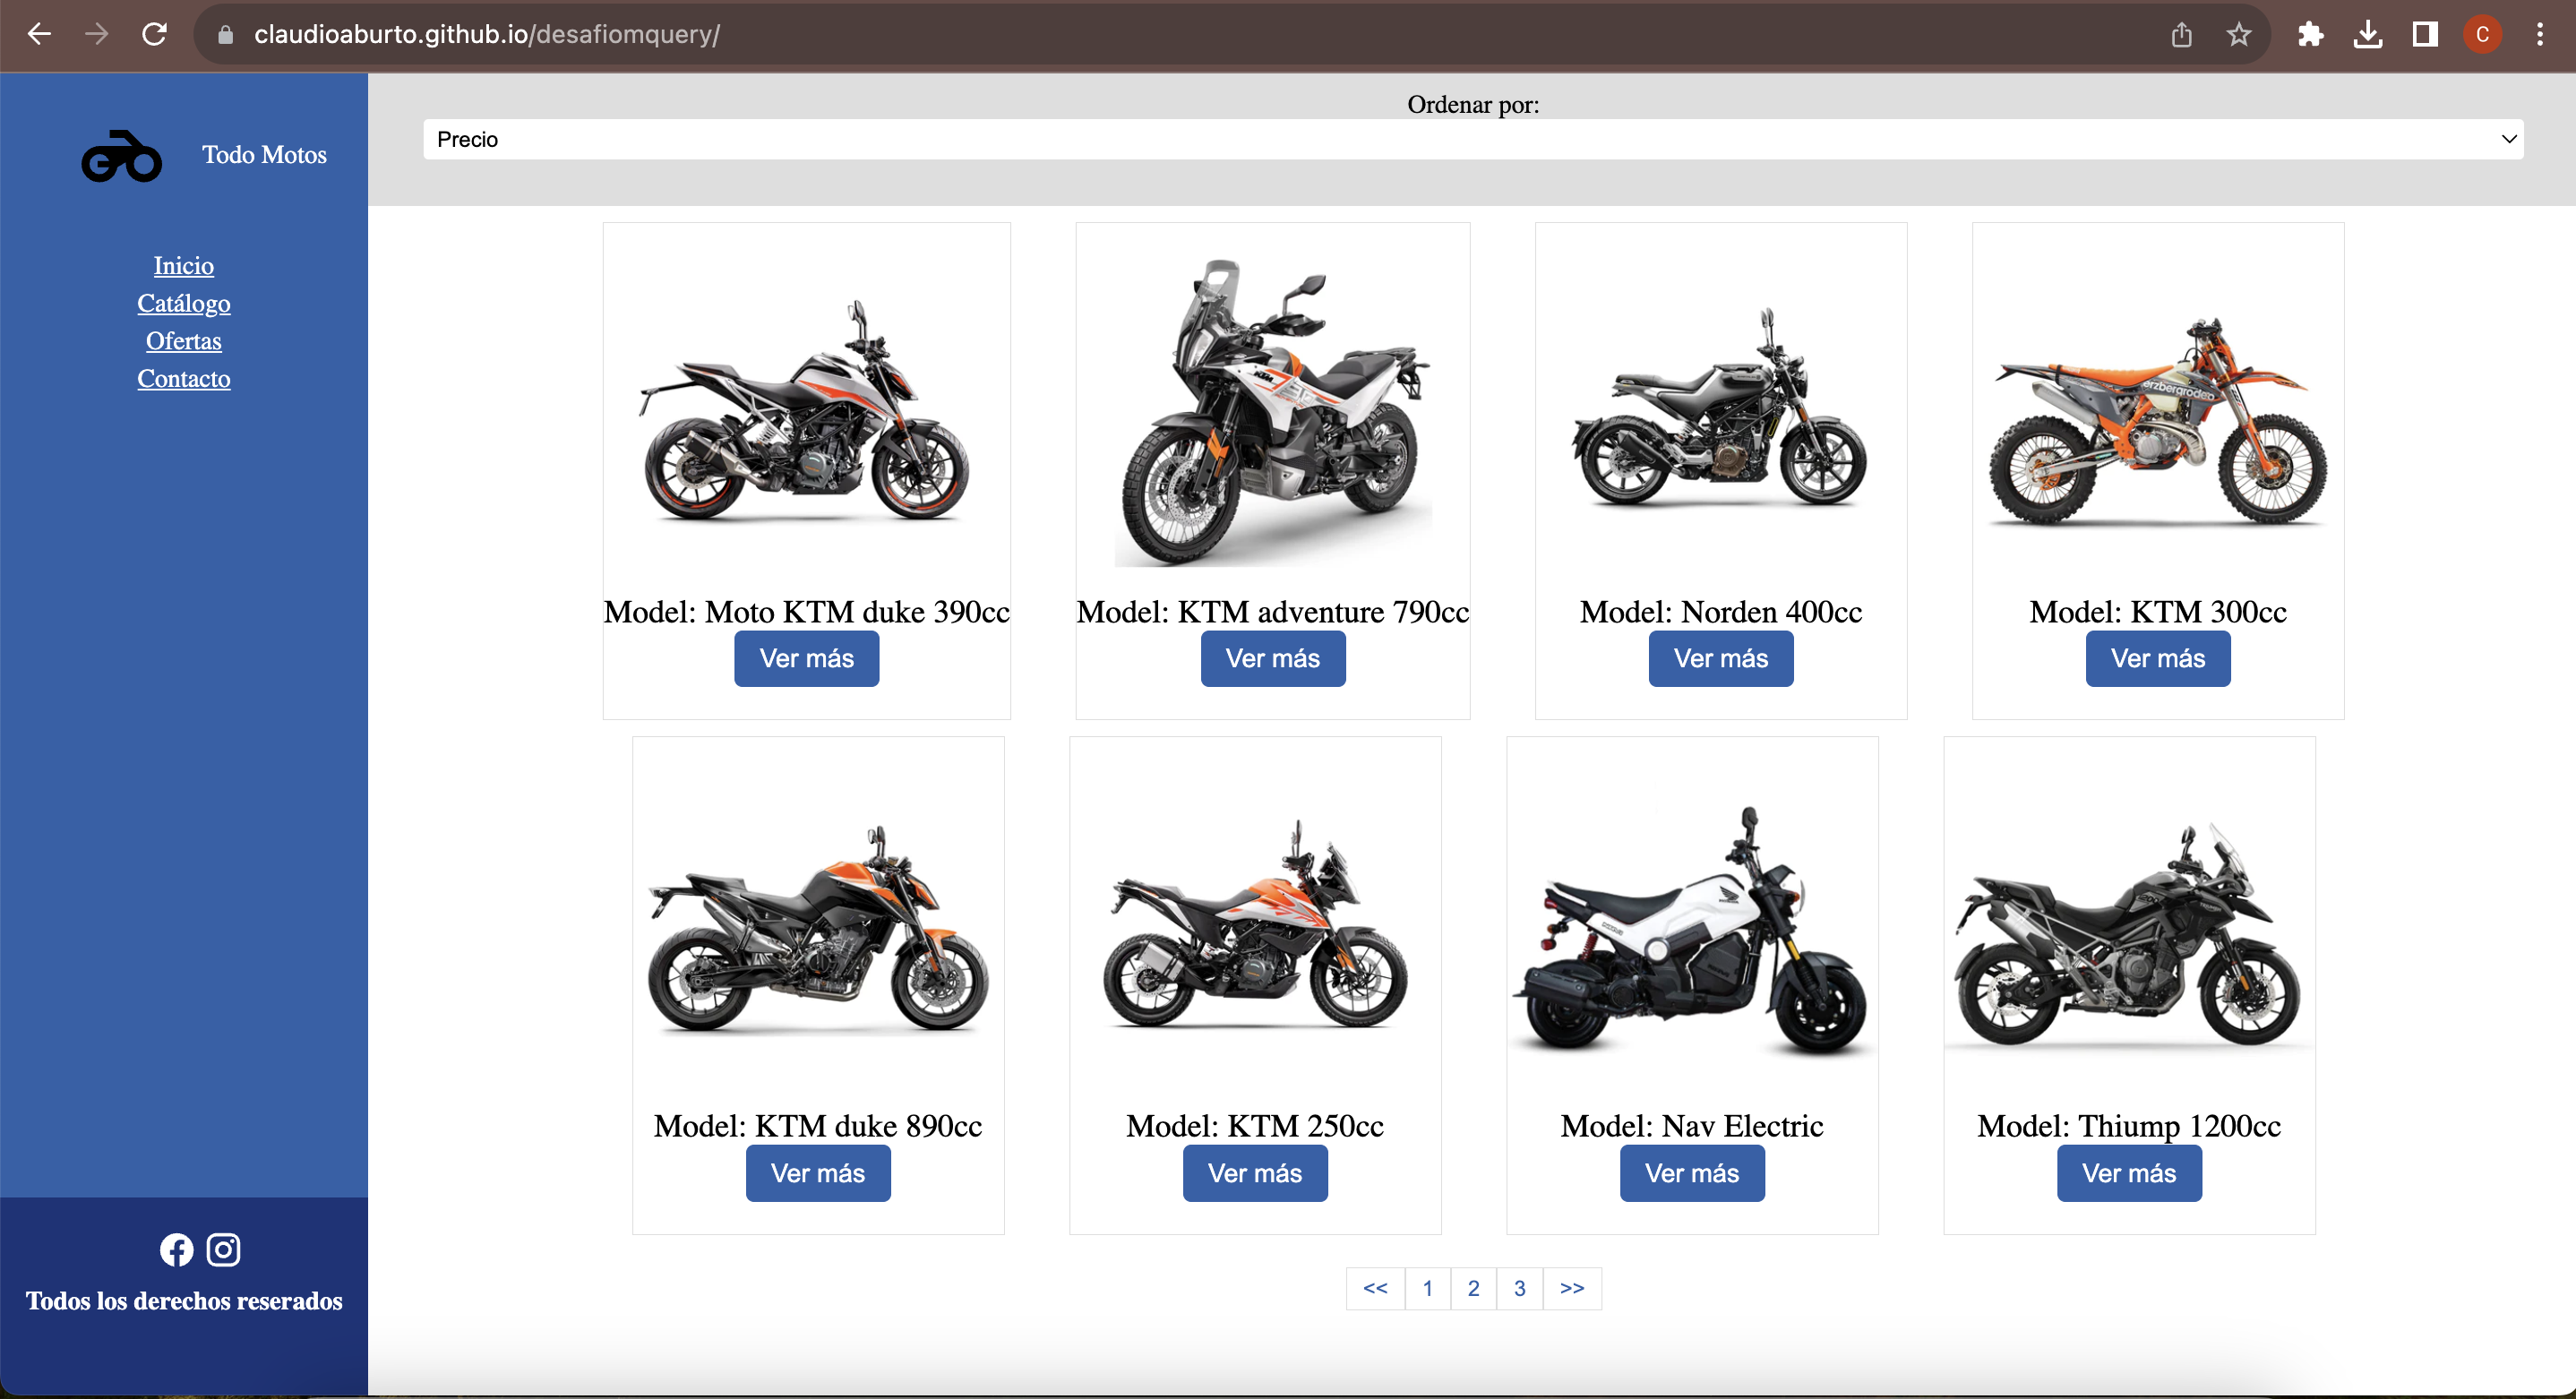 claudioaburto.github.io/desafiomquery/
C
Todo Motos
Inicio
Catálogo
Ofertas
Contacto
Ordenar por:
Precio
Model: Moto KTM duke 390cc
Ver más
Model: KTM adventure 790cc
Ver más
Model: Norden 400cc
Ver más
erzbergrodeo
Model: KTM 300cc
Ver más
Model: KTM duke 890cc
Ver más
Model: KTM 250cc
Ver más
Model: Nav Electric
Ver más
Model: Thiump 1200cc
Ver más
<< 1 2 3 >>
Todos los derechos reserados